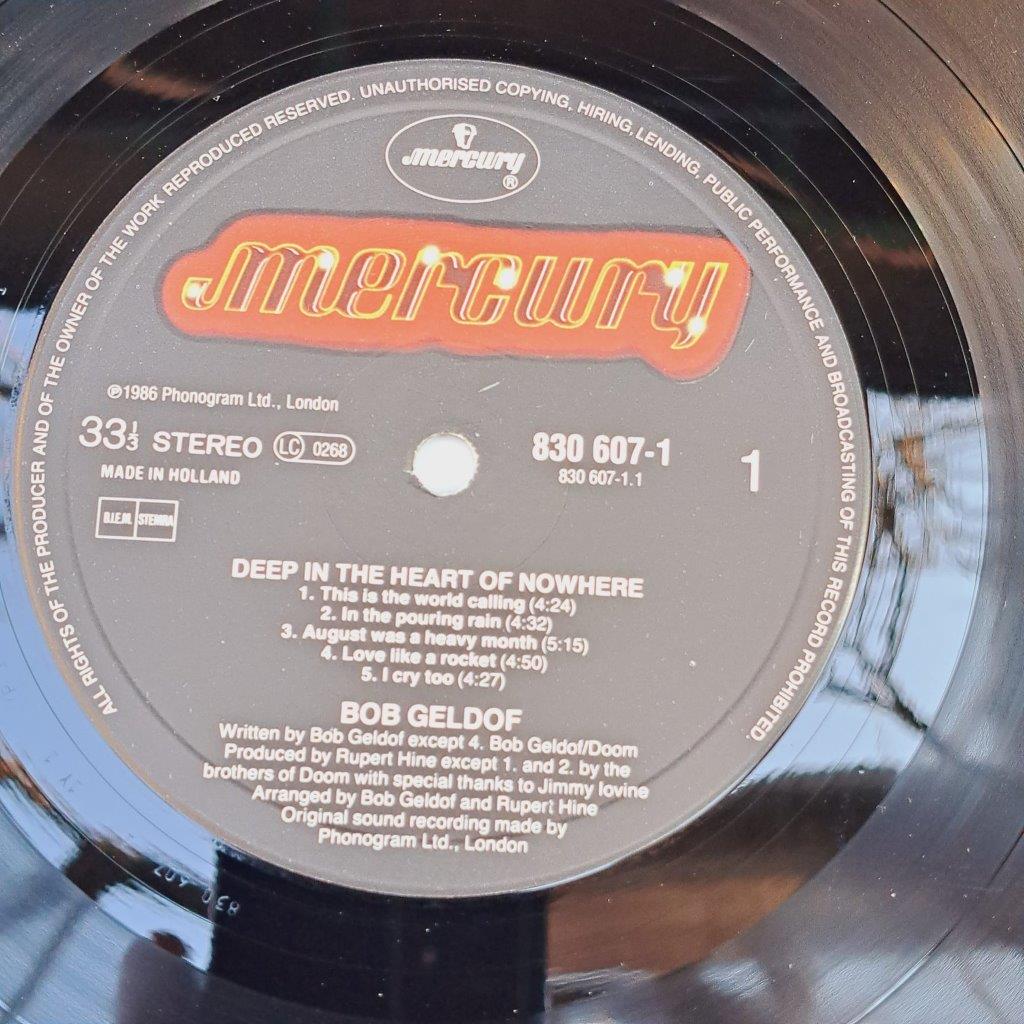 ALL RIGHTS OF THE PRODUCER AND OF THE OWNER OF THE WORK REPRODUCED RESERVED. UNAUTHORISED COPYING, HIRING, LENDING, PUBLIC PERFORMANCE AND BROADCASTING OF THIS RECORD PROHIBITED.
mercury
®
mercury
℗1986 Phonogram Ltd., London
33⅓ STEREO LC 0268
MADE IN HOLLAND
B.I.E.M. STEMRA
830 607-1
830 607-1.1
1
DEEP IN THE HEART OF NOWHERE
1. This is the world calling (4:24)
2. In the pouring rain (4:32)
3. August was a heavy month (5:15)
4. Love like a rocket (4:50)
5. I cry too (4:27)
BOB GELDOF
Written by Bob Geldof except 4. Bob Geldof/Doom
Produced by Rupert Hine except 1. and 2. by the
brothers of Doom with special thanks to Jimmy Iovine
Arranged by Bob Geldof and Rupert Hine
Original sound recording made by
Phonogram Ltd., London
830 607